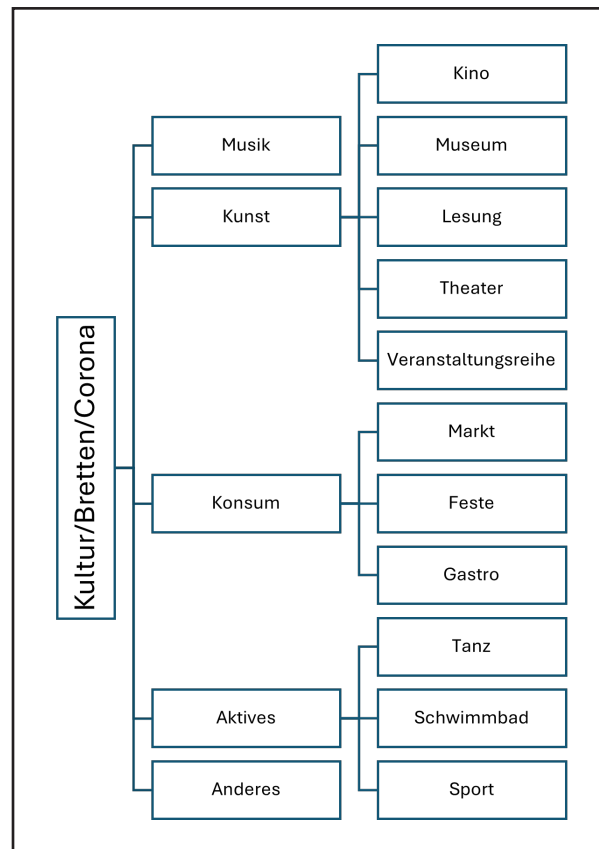 Kultur/Bretten/Corona
Musik
Kunst
Kino
Museum
Lesung
Theater
Veranstaltungsreihe
Konsum
Markt
Feste
Gastro
Aktives
Tanz
Schwimmbad
Sport
Anderes